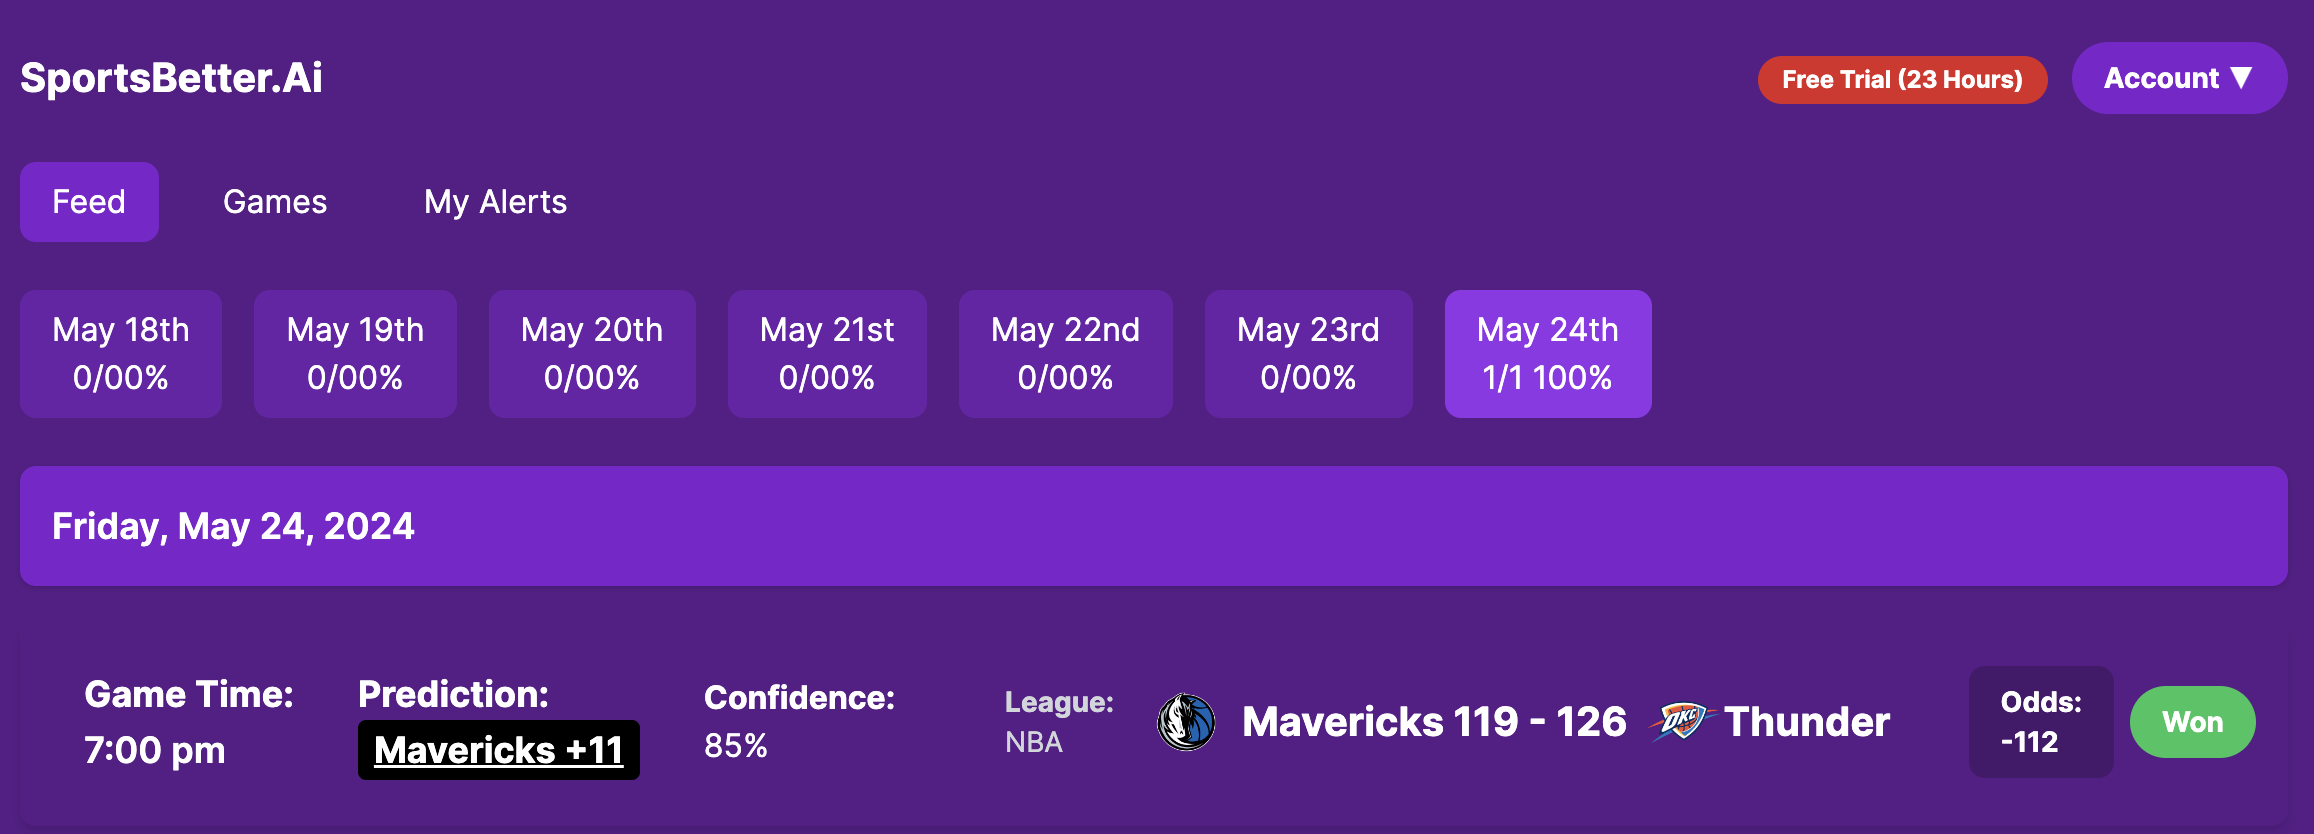 SportsBetter.Ai
Free Trial (23 Hours)
Account ▼
Feed
Games
My Alerts
May 18th
0/00%
May 19th
0/00%
May 20th
0/00%
May 21st
0/00%
May 22nd
0/00%
May 23rd
0/00%
May 24th
1/1 100%
Friday, May 24, 2024
Game Time:
7:00 pm
Prediction:
Mavericks +11
Confidence:
85%
League:
NBA
Mavericks 119 - 126
OKC
Thunder
Odds:
-112
Won